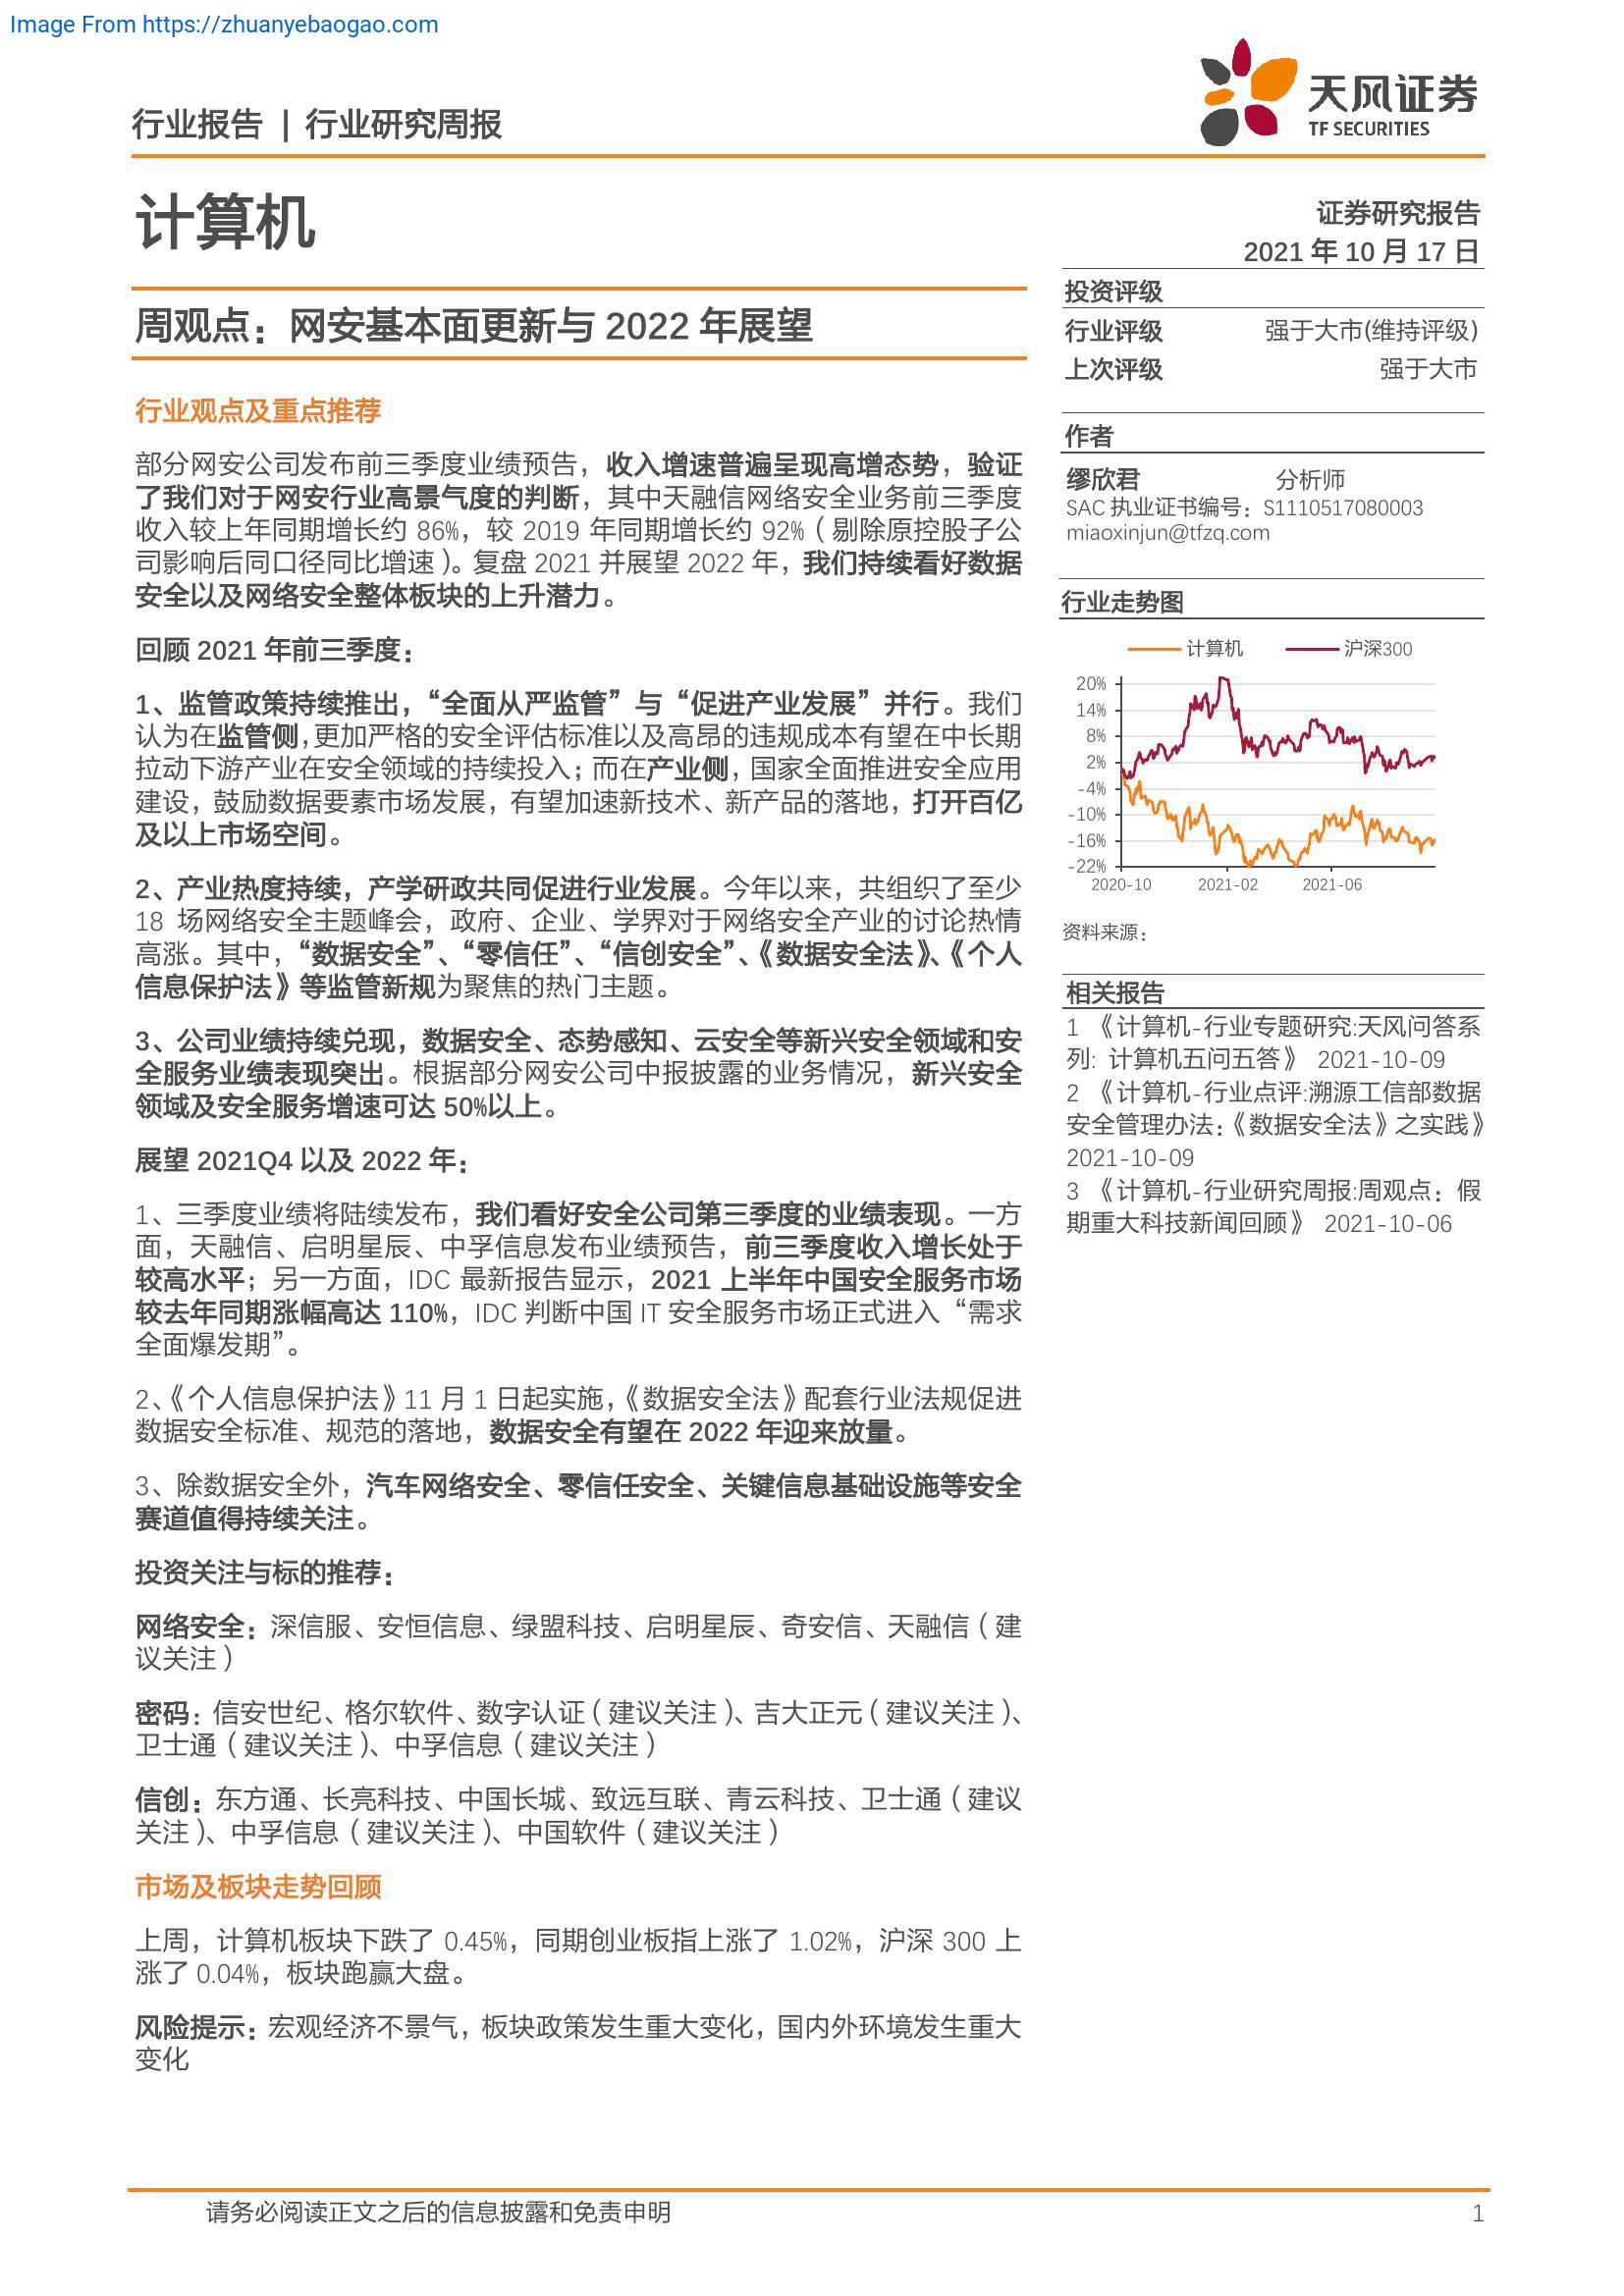 Image From https://zhuanyebaogao.com
行业报告 | 行业研究周报
天风证券
TF SECURITIES
计算机
证券研究报告
2021 年 10 月 17 日
周观点：网安基本面更新与 2022 年展望
行业观点及重点推荐
部分网安公司发布前三季度业绩预告，收入增速普遍呈现高增态势，验证
了我们对于网安行业高景气度的判断，其中天融信网络安全业务前三季度
收入较上年同期增长约 86%，较 2019 年同期增长约 92%（剔除原控股子公
司影响后同口径同比增速）。复盘 2021 并展望 2022 年，我们持续看好数据
安全以及网络安全整体板块的上升潜力。
回顾 2021 年前三季度：
1、监管政策持续推出，“全面从严监管”与“促进产业发展”并行。我们
认为在监管侧，更加严格的安全评估标准以及高昂的违规成本有望在中长期
拉动下游产业在安全领域的持续投入；而在产业侧，国家全面推进安全应用
建设，鼓励数据要素市场发展，有望加速新技术、新产品的落地，打开百亿
及以上市场空间。
2、产业热度持续，产学研政共同促进行业发展。今年以来，共组织了至少
18 场网络安全主题峰会，政府、企业、学界对于网络安全产业的讨论热情
高涨。其中，“数据安全”、“零信任”、“信创安全”、《数据安全法》、《个人
信息保护法》等监管新规为聚焦的热门主题。
3、公司业绩持续兑现，数据安全、态势感知、云安全等新兴安全领域和安
全服务业绩表现突出。根据部分网安公司中报披露的业务情况，新兴安全
领域及安全服务增速可达 50%以上。
展望 2021Q4 以及 2022 年：
1、三季度业绩将陆续发布，我们看好安全公司第三季度的业绩表现。一方
面，天融信、启明星辰、中孚信息发布业绩预告，前三季度收入增长处于
较高水平；另一方面，IDC 最新报告显示，2021 上半年中国安全服务市场
较去年同期涨幅高达 110%，IDC 判断中国 IT 安全服务市场正式进入“需求
全面爆发期”。
2、《个人信息保护法》11 月 1 日起实施，《数据安全法》配套行业法规促进
数据安全标准、规范的落地，数据安全有望在 2022 年迎来放量。
3、除数据安全外，汽车网络安全、零信任安全、关键信息基础设施等安全
赛道值得持续关注。
投资关注与标的推荐：
网络安全：深信服、安恒信息、绿盟科技、启明星辰、奇安信、天融信（建
议关注）
密码：信安世纪、格尔软件、数字认证（建议关注）、吉大正元（建议关注）、
卫士通（建议关注）、中孚信息（建议关注）
信创：东方通、长亮科技、中国长城、致远互联、青云科技、卫士通（建议
关注）、中孚信息（建议关注）、中国软件（建议关注）
市场及板块走势回顾
上周，计算机板块下跌了 0.45%，同期创业板指上涨了 1.02%，沪深 300 上
涨了 0.04%，板块跑赢大盘。
风险提示：宏观经济不景气，板块政策发生重大变化，国内外环境发生重大
变化
投资评级
行业评级 强于大市(维持评级)
上次评级 强于大市
作者
缪欣君 分析师
SAC 执业证书编号：S1110517080003
miaoxinjun@tfzq.com
行业走势图
计算机 沪深300
20%
14%
8%
2%
-4%
-10%
-16%
-22%
2020-10 2021-02 2021-06
资料来源：
相关报告
1 《计算机-行业专题研究:天风问答系
列: 计算机五问五答》 2021-10-09
2 《计算机-行业点评:溯源工信部数据
安全管理办法：《数据安全法》之实践》
2021-10-09
3 《计算机-行业研究周报:周观点：假
期重大科技新闻回顾》 2021-10-06
请务必阅读正文之后的信息披露和免责申明 1